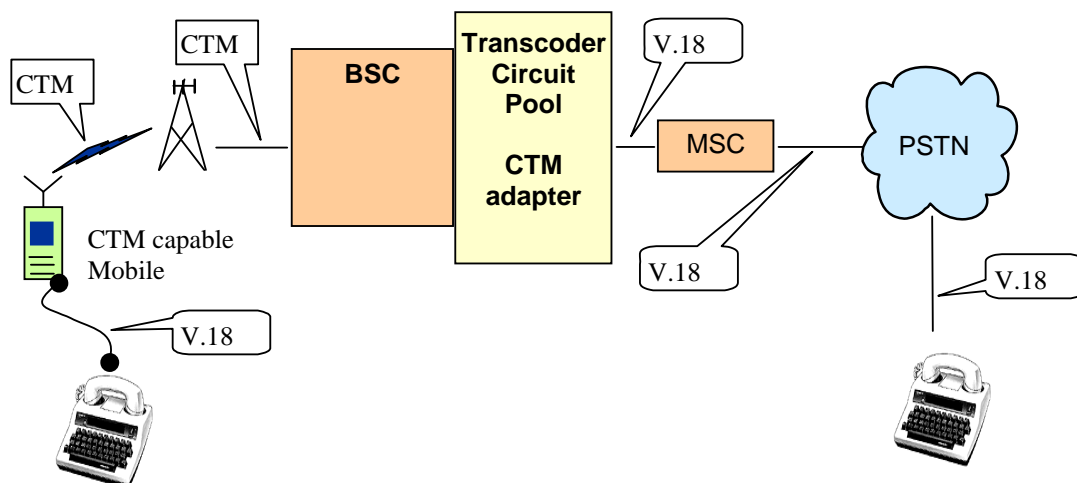 CTM
CTM
BSC
Transcoder
Circuit
Pool
CTM
adapter
V.18
MSC
PSTN
CTM capable
Mobile
V.18
V.18
V.18